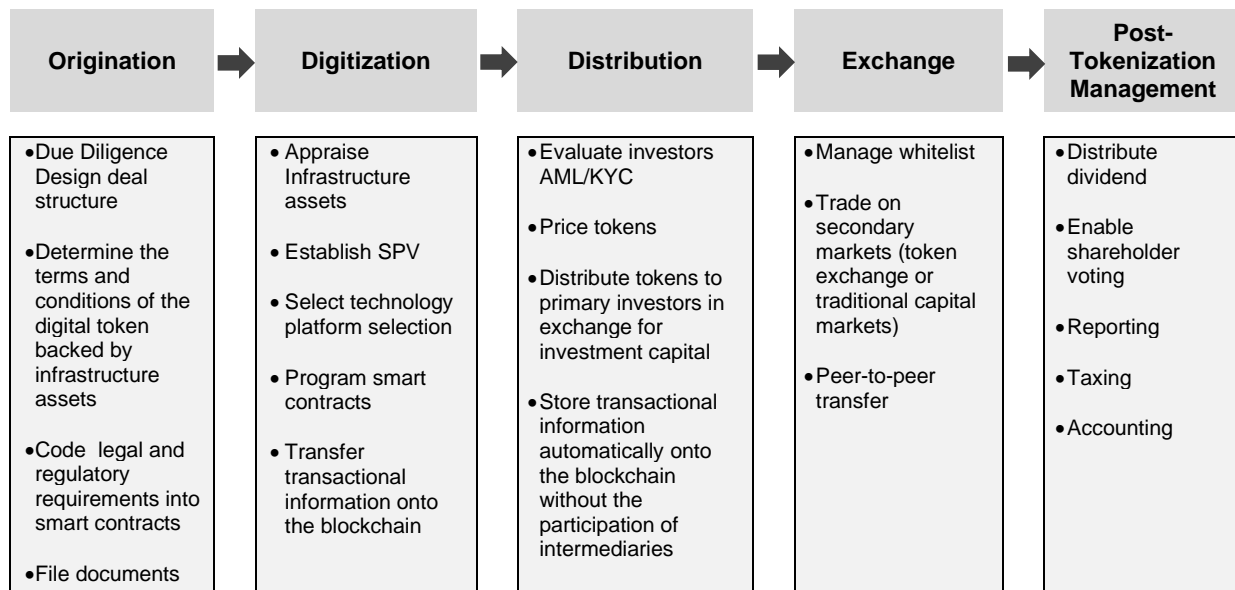 Origination
Digitization
Distribution
Exchange
Post-
Tokenization
Management
•Due Diligence
Design deal
structure
•Determine the
terms and
conditions of the
digital token
backed by
infrastructure
assets
•Code legal and
regulatory
requirements into
smart contracts
•File documents
• Appraise
Infrastructure
assets
• Establish SPV
• Select technology
platform selection
• Program smart
contracts
• Transfer
transactional
information onto
the blockchain
•Evaluate investors
AML/KYC
•Price tokens
•Distribute tokens to
primary investors in
exchange for
investment capital
•Store transactional
information
automatically onto
the blockchain
without the
participation of
intermediaries
•Manage whitelist
•Trade on
secondary
markets (token
exchange or
traditional capital
markets)
•Peer-to-peer
transfer
•Distribute
dividend
•Enable
shareholder
voting
•Reporting
•Taxing
•Accounting